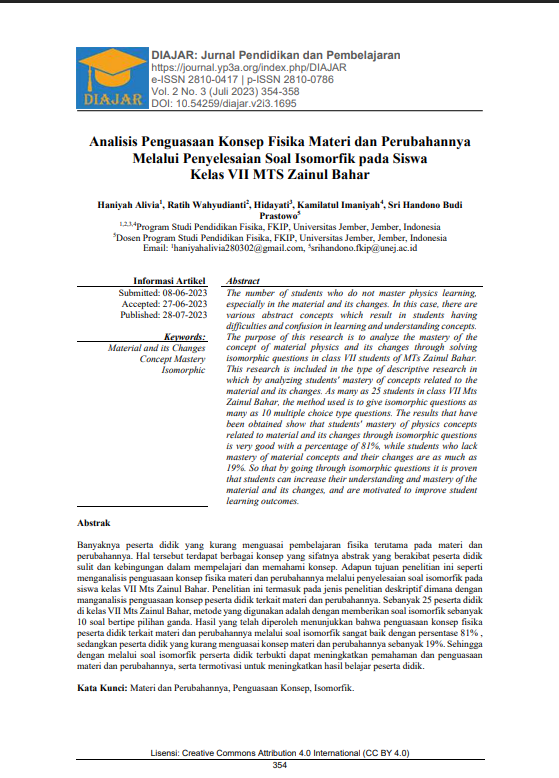 DIAJAR: Jurnal Pendidikan dan Pembelajaran
https://journal.yp3a.org/index.php/DIAJAR
e-ISSN 2810-0417 | p-ISSN 2810-0786
Vol. 2 No. 3 (Juli 2023) 354-358
DOI: 10.54259/diajar.v2i3.1695
DIAJAR
Analisis Penguasaan Konsep Fisika Materi dan Perubahannya
Melalui Penyelesaian Soal Isomorfik pada Siswa
Kelas VII MTS Zainul Bahar
Haniyah Alivia1, Ratih Wahyudianti2, Hidayati3, Kamilatul Imaniyah4, Sri Handono Budi
Prastowo5
1,2,3,4Program Studi Pendidikan Fisika, FKIP, Universitas Jember, Jember, Indonesia
5Dosen Program Studi Pendidikan Fisika, FKIP, Universitas Jember, Jember, Indonesia
Email: 1haniyahalivia280302@gmail.com, 5srihandono.fkip@unej.ac.id
Informasi Artikel
Submitted: 08-06-2023
Accepted: 27-06-2023
Published: 28-07-2023
Keywords:
Material and its Changes
Concept Mastery
Isomorphic
Abstract
The number of students who do not master physics learning,
especially in the material and its changes. In this case, there are
various abstract concepts which result in students having
difficulties and confusion in learning and understanding concepts.
The purpose of this research is to analyze the mastery of the
concept of material physics and its changes through solving
isomorphic questions in class VII students of MTs Zainul Bahar.
This research is included in the type of descriptive research in
which by analyzing students' mastery of concepts related to the
material and its changes. As many as 25 students in class VII Mts
Zainul Bahar, the method used is to give isomorphic questions as
many as 10 multiple choice type questions. The results that have
been obtained show that students' mastery of physics concepts
related to material and its changes through isomorphic questions
is very good with a percentage of 81%, while students who lack
mastery of material concepts and their changes are as much as
19%. So that by going through isomorphic questions it is proven
that students can increase their understanding and mastery of the
material and its changes, and are motivated to improve student
learning outcomes.
Abstrak
Banyaknya peserta didik yang kurang menguasai pembelajaran fisika terutama pada materi dan
perubahannya. Hal tersebut terdapat berbagai konsep yang sifatnya abstrak yang berakibat peserta didik
sulit dan kebingungan dalam mempelajari dan memahami konsep. Adapun tujuan penelitian ini seperti
menganalisis penguasaan konsep fisika materi dan perubahannya melalui penyelesaian soal isomorfik pada
siswa kelas VII Mts Zainul Bahar. Penelitian ini termasuk pada jenis penelitian deskriptif dimana dengan
manganalisis penguasaan konsep peserta didik terkait materi dan perubahannya. Sebanyak 25 peserta didik
di kelas VII Mts Zainul Bahar, metode yang digunakan adalah dengan memberikan soal isomorfik sebanyak
10 soal bertipe pilihan ganda. Hasil yang telah diperoleh menunjukkan bahwa penguasaan konsep fisika
peserta didik terkait materi dan perubahannya melalui soal isomorfik sangat baik dengan persentase 81% ,
sedangkan peserta didik yang kurang menguasai konsep materi dan perubahannya sebanyak 19%. Sehingga
dengan melalui soal isomorfik perserta didik terbukti dapat meningkatkan pemahaman dan penguasaan
materi dan perubahannya, serta termotivasi untuk meningkatkan hasil belajar peserta didik.
Kata Kunci: Materi dan Perubahannya, Penguasaan Konsep, Isomorfik.
Lisensi: Creative Commons Attribution 4.0 International (CC BY 4.0)
354